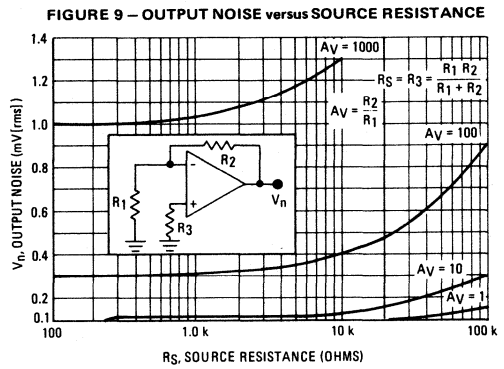 FIGURE 9 – OUTPUT NOISE versus SOURCE RESISTANCE
1.4
1.2
1.0
0.8
0.6
0.4
0.2
0.1
Vn, OUTPUT NOISE (mV[rms])
AV = 1000
RS = R3 = R1 R2 / R1 + R2
AV = R2 / R1
AV = 100
AV = 10
AV = 1
R2
R1
R3
-
+
Vn
100
1.0 k
10 k
100 k
RS, SOURCE RESISTANCE (OHMS)